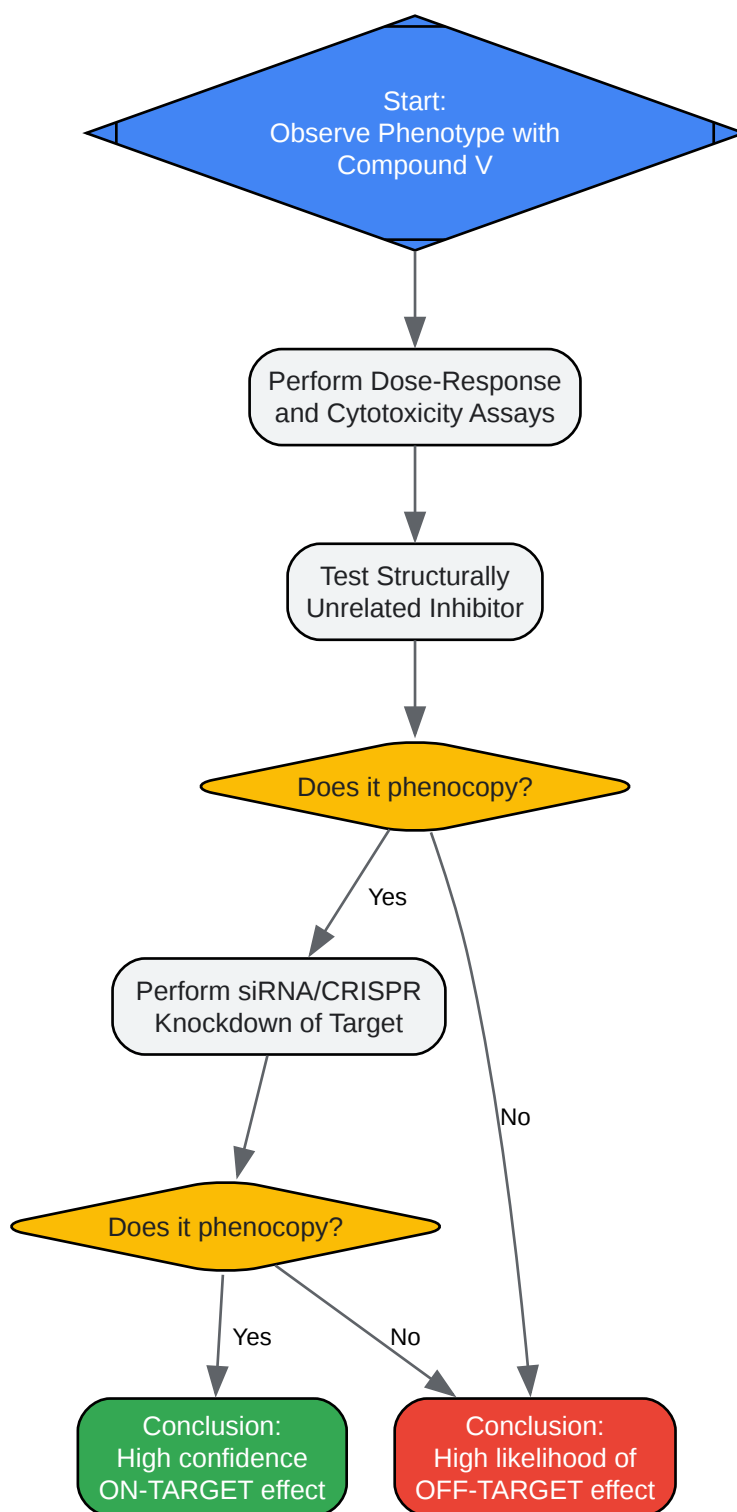 Start:
Observe Phenotype with
Compound V
Perform Dose-Response
and Cytotoxicity Assays
Test Structurally
Unrelated Inhibitor
Does it phenocopy?
Yes
Perform siRNA/CRISPR
Knockdown of Target
No
Does it phenocopy?
Yes
No
Conclusion:
High confidence
ON-TARGET effect
Conclusion:
High likelihood of
OFF-TARGET effect